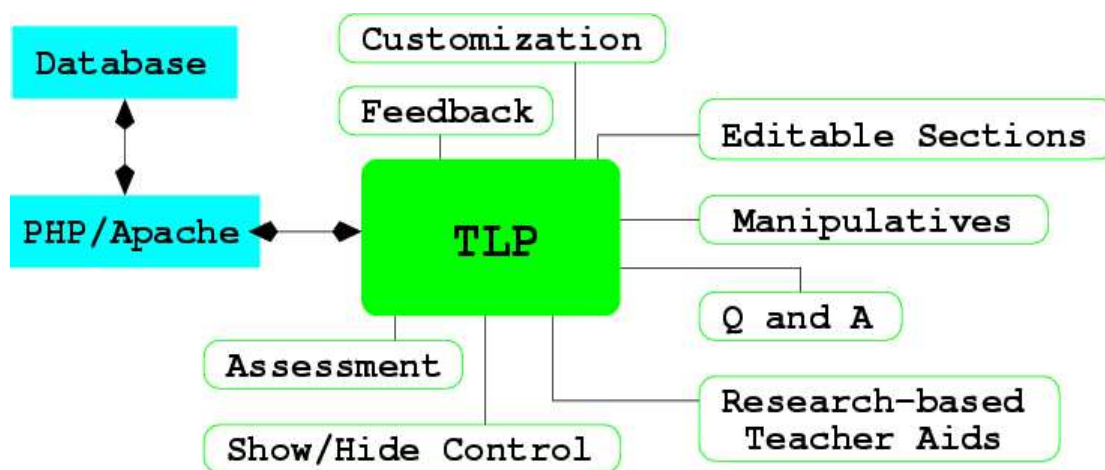 Customization
Database
Feedback
Editable Sections
PHP/Apache
TLP
Manipulatives
Q and A
Assessment
Research-based
Teacher Aids
Show/Hide Control